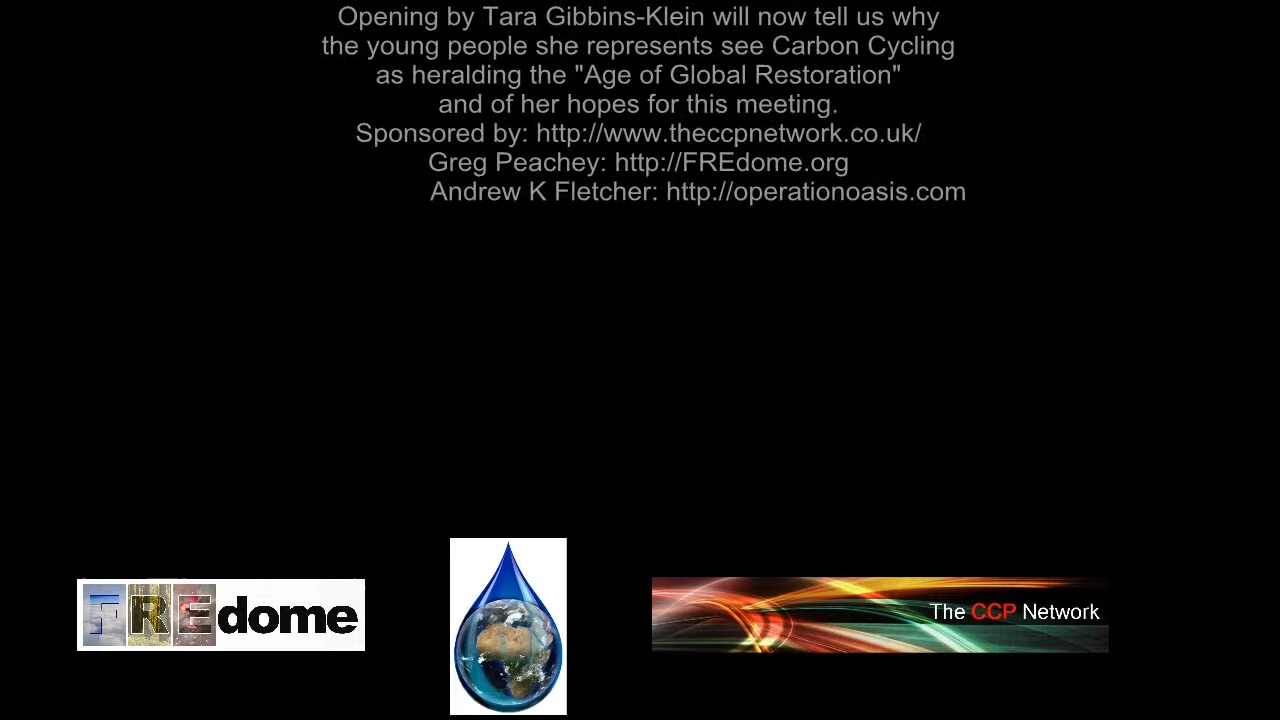 Opening by Tara Gibbins-Klein will now tell us why
the young people she represents see Carbon Cycling
as heralding the "Age of Global Restoration"
and of her hopes for this meeting.
Sponsored by: http://www.theccpnetwork.co.uk/
Greg Peachey: http://FREdome.org
Andrew K Fletcher: http://operationoasis.com
FREdome
The CCP Network